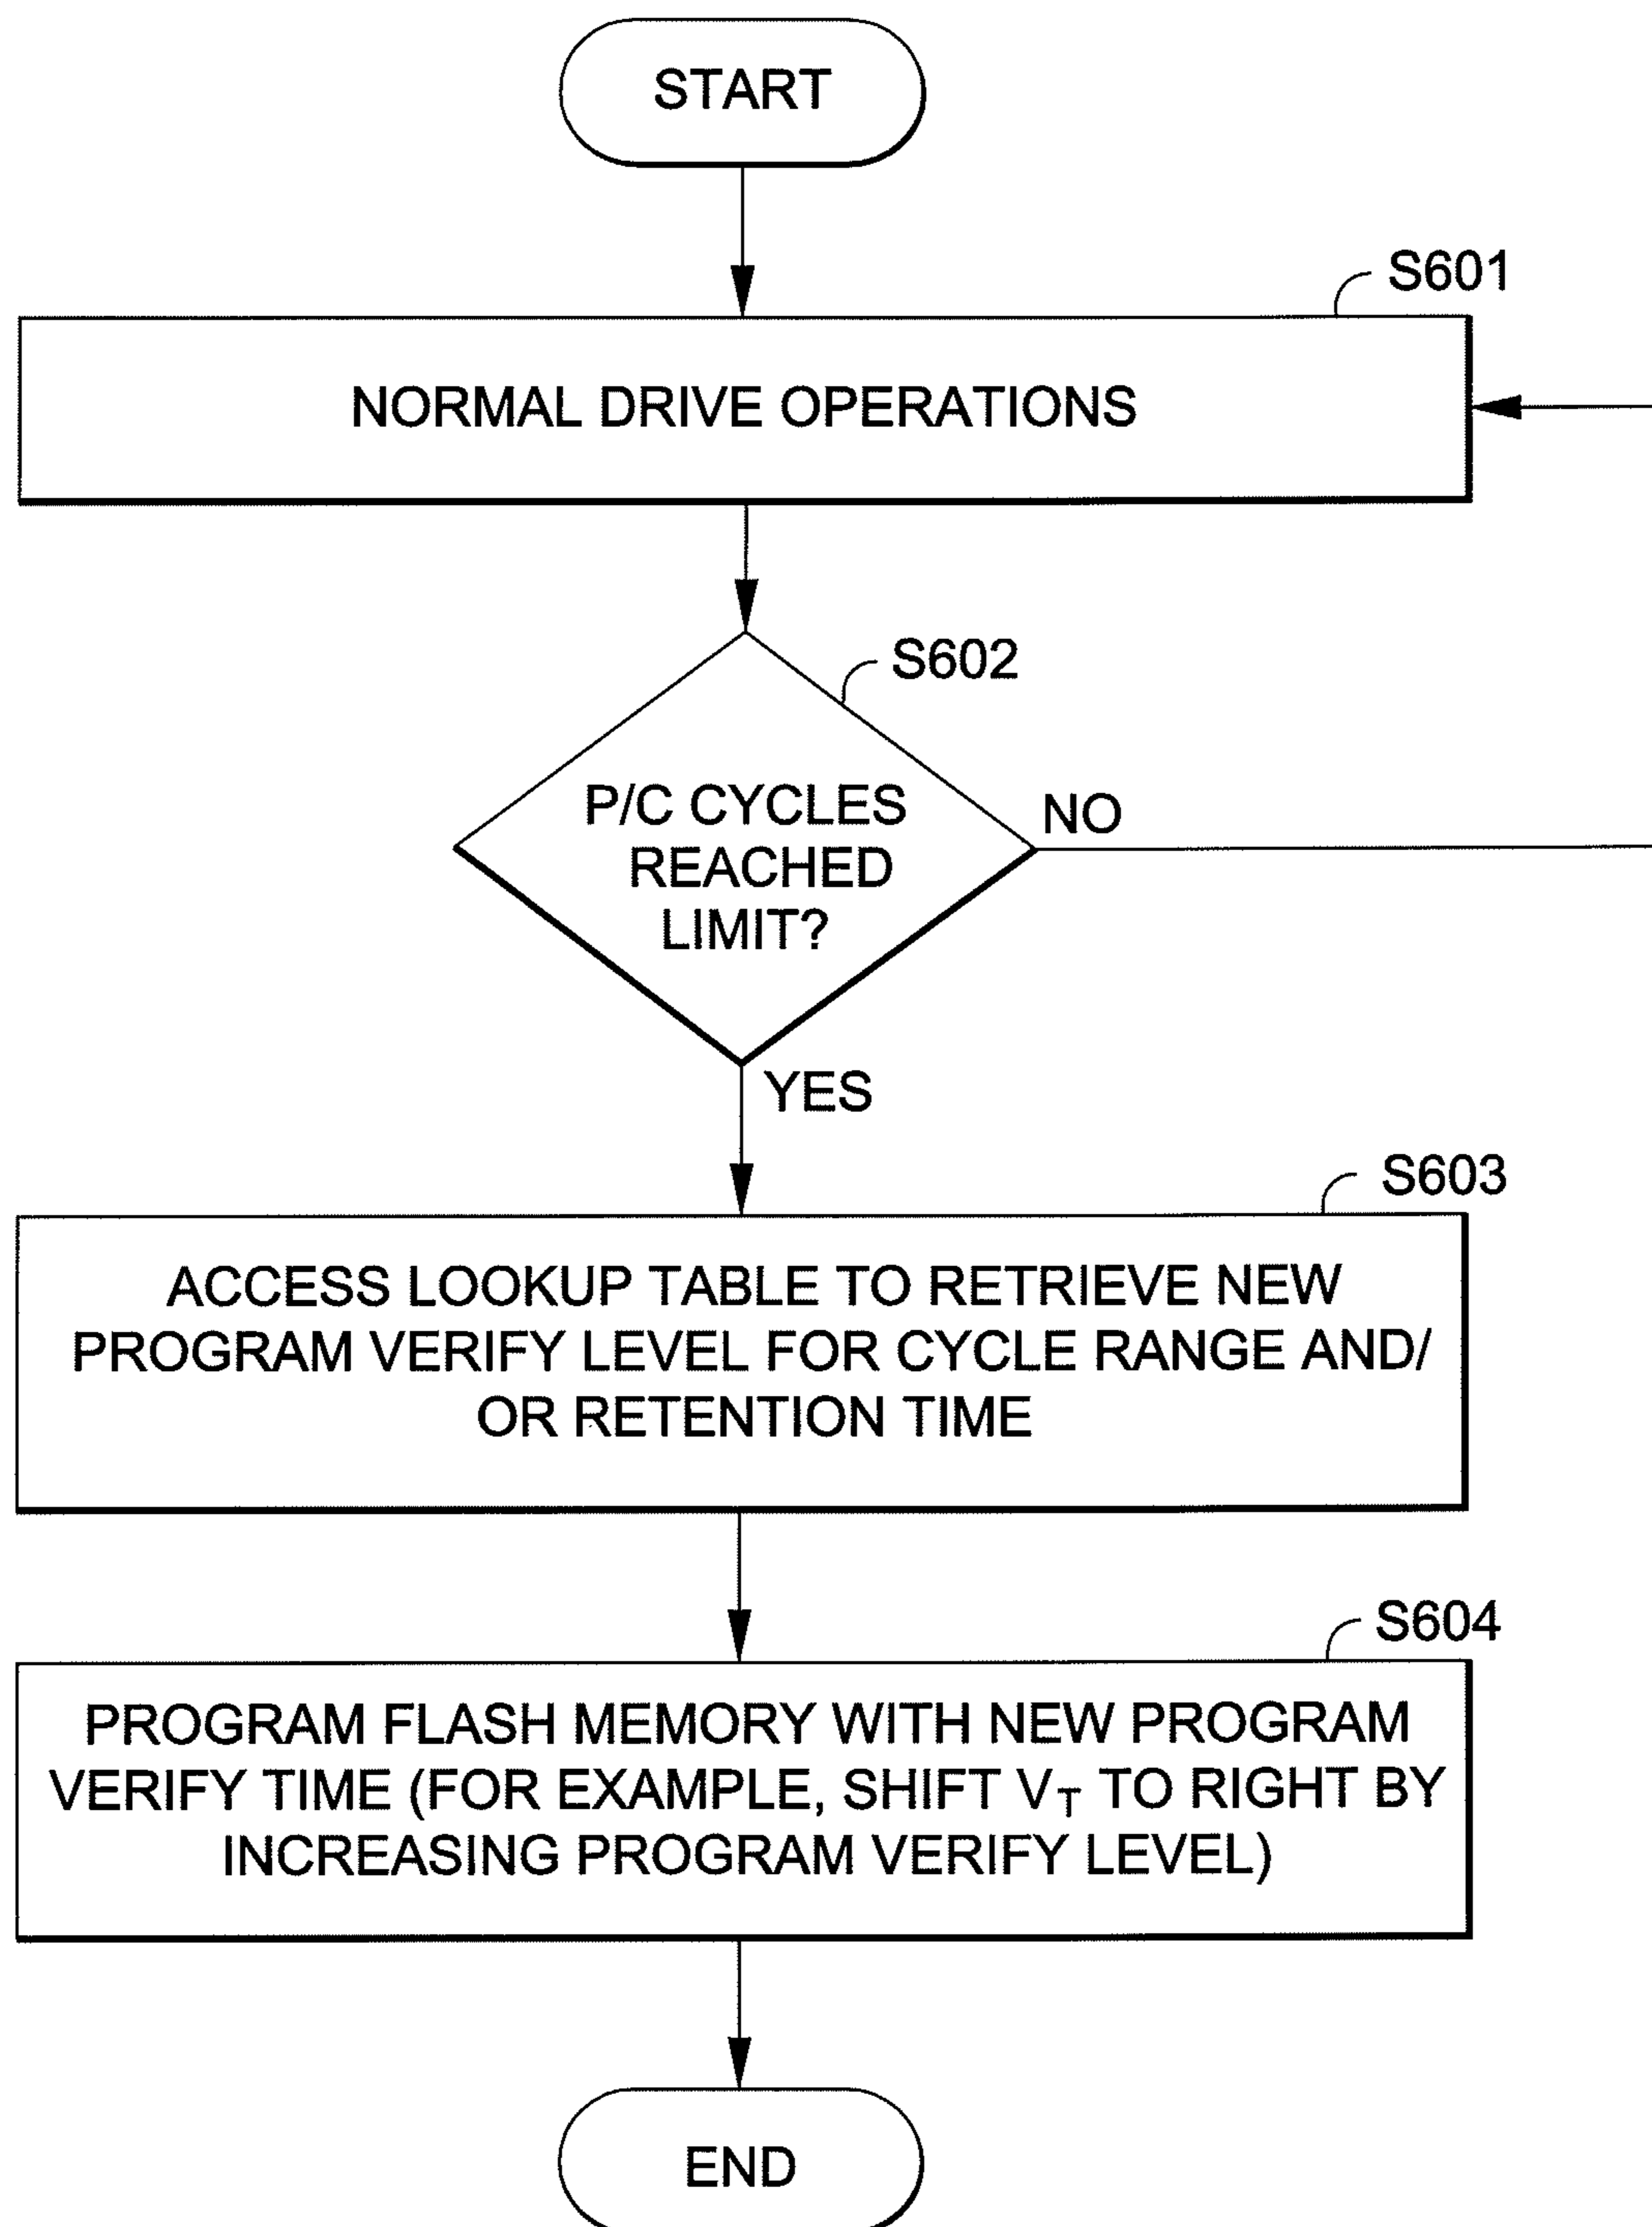 START
S601
NORMAL DRIVE OPERATIONS
S602
P/C CYCLES
REACHED
LIMIT?
NO
YES
S603
ACCESS LOOKUP TABLE TO RETRIEVE NEW
PROGRAM VERIFY LEVEL FOR CYCLE RANGE AND/
OR RETENTION TIME
S604
PROGRAM FLASH MEMORY WITH NEW PROGRAM
VERIFY TIME (FOR EXAMPLE, SHIFT V_T TO RIGHT BY
INCREASING PROGRAM VERIFY LEVEL)
END